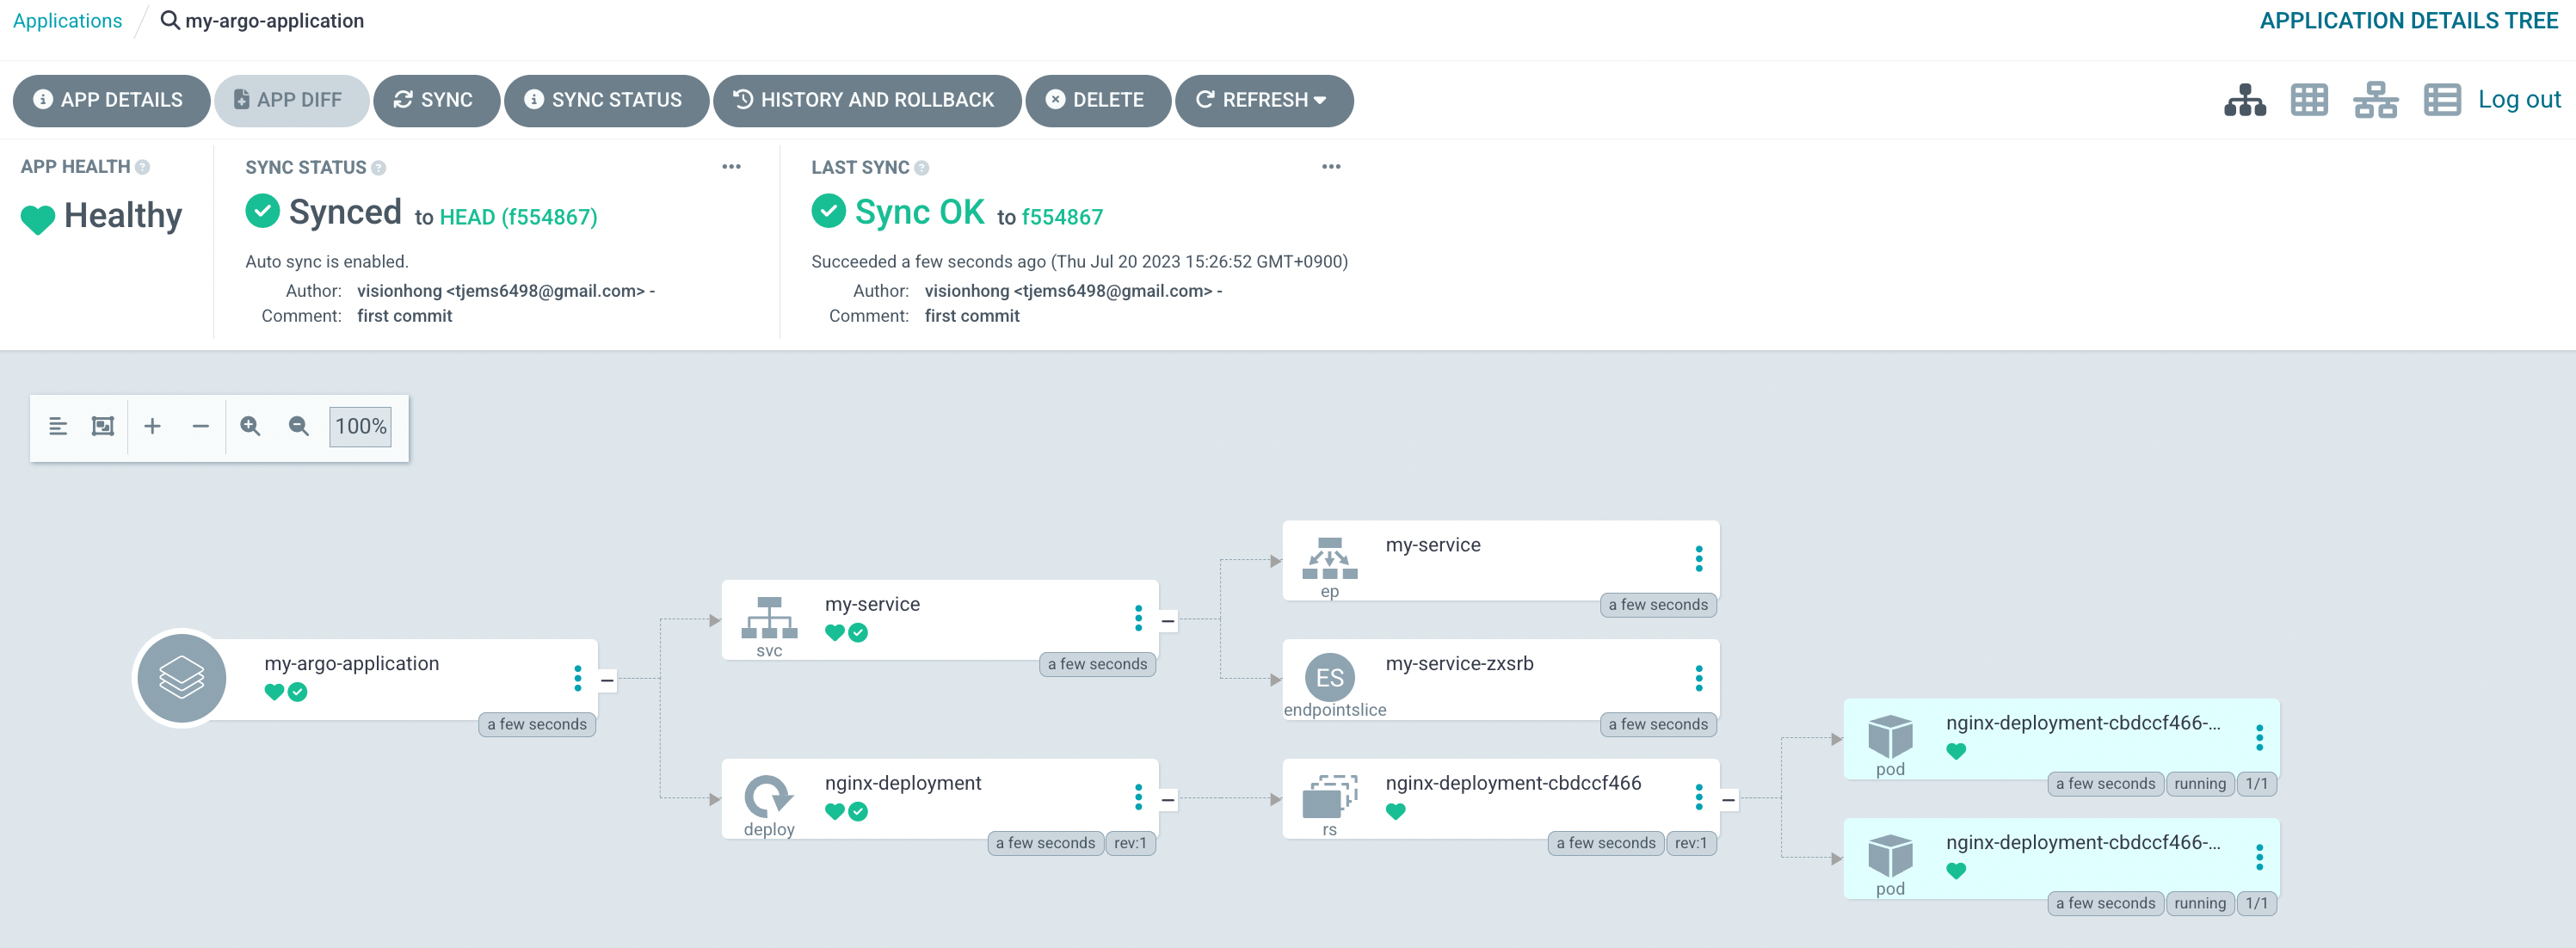 Applications / my-argo-application
APPLICATION DETAILS TREE
APP DETAILS
APP DIFF
SYNC
SYNC STATUS
HISTORY AND ROLLBACK
DELETE
REFRESH
Log out
APP HEALTH
Healthy
SYNC STATUS
Synced to HEAD (f554867)
Auto sync is enabled.
Author: visionhong <tjems6498@gmail.com> -
Comment: first commit
LAST SYNC
Sync OK to f554867
Succeeded a few seconds ago (Thu Jul 20 2023 15:26:52 GMT+0900)
Author: visionhong <tjems6498@gmail.com> -
Comment: first commit
100%
my-argo-application
a few seconds
my-service
svc
a few seconds
nginx-deployment
deploy
a few seconds
rev:1
my-service
ep
a few seconds
ES
my-service-zxsrb
endpointslice
a few seconds
nginx-deployment-cbdccf466
rs
a few seconds
rev:1
nginx-deployment-cbdccf466-...
pod
a few seconds
running
1/1
nginx-deployment-cbdccf466-...
pod
a few seconds
running
1/1